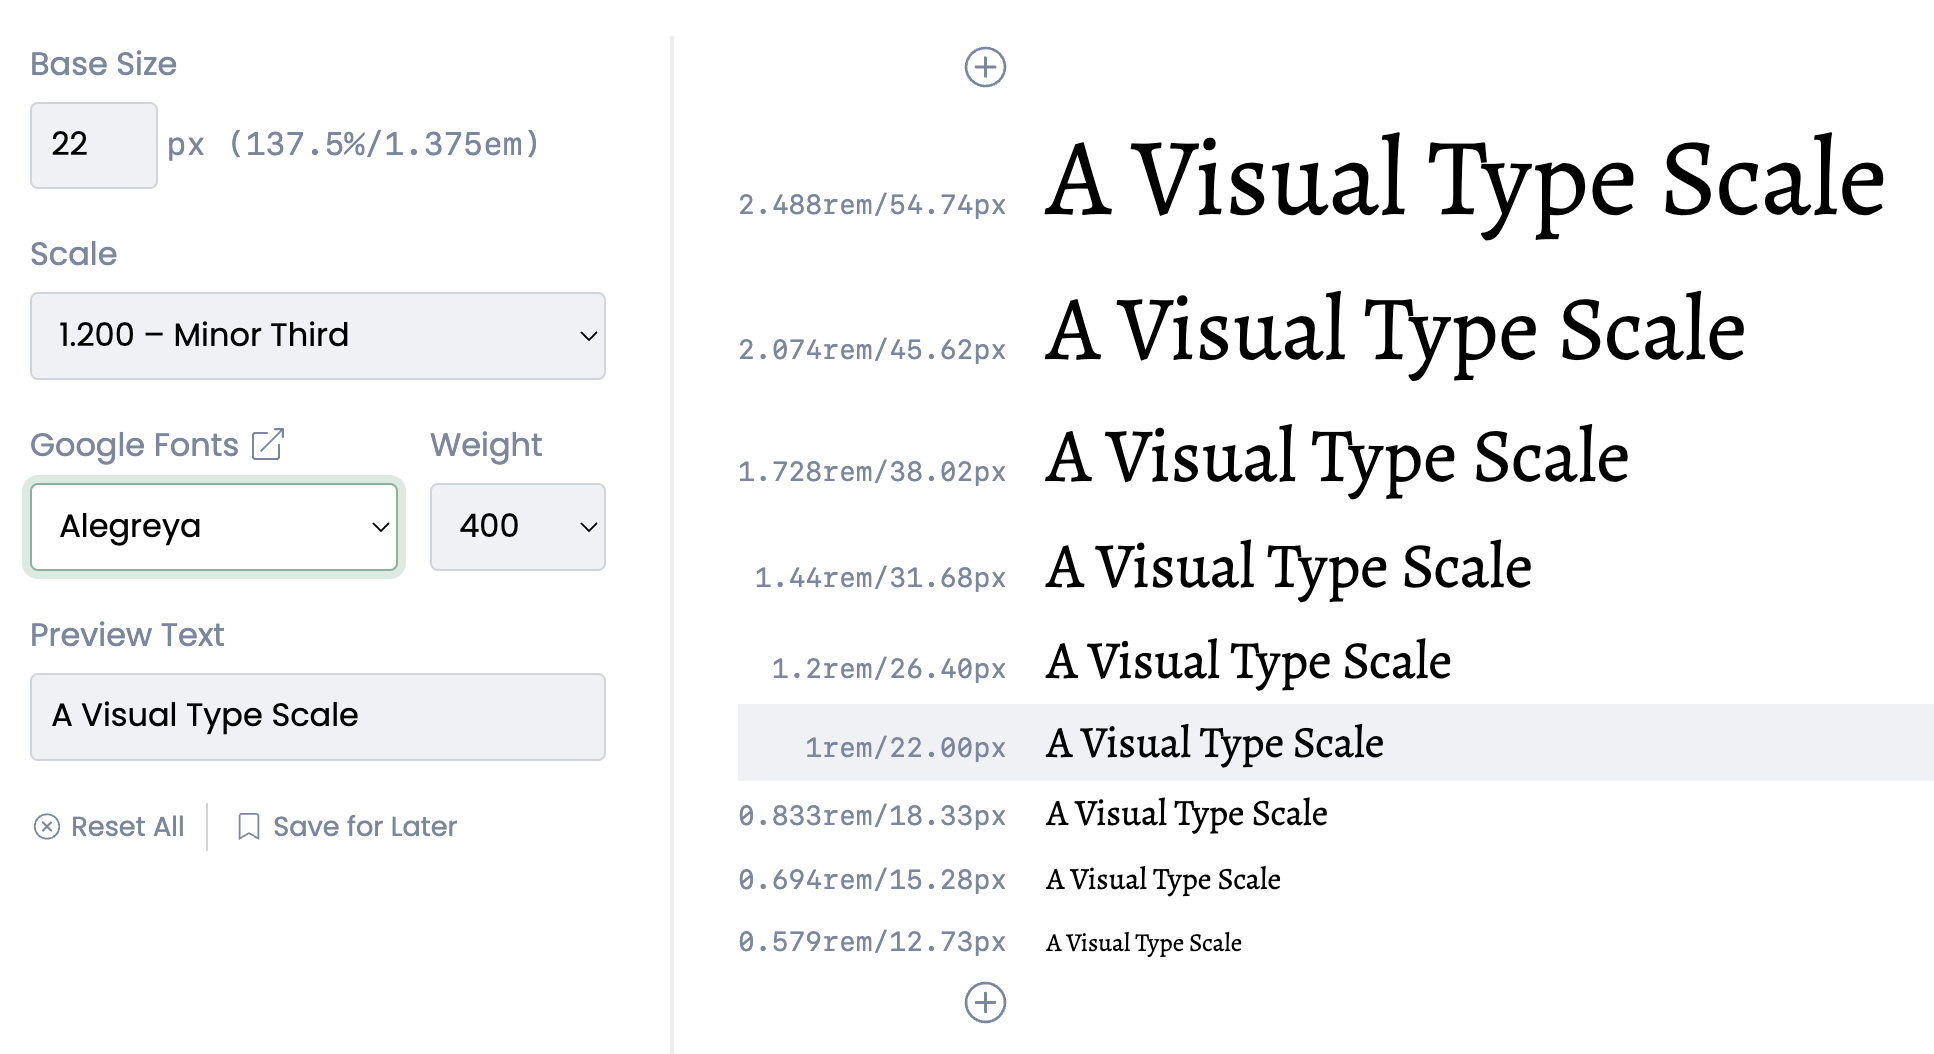 Base Size
22 px (137.5%/1.375em)
Scale
1.200 – Minor Third
Google Fonts Weight
Alegreya 400
Preview Text
A Visual Type Scale
Reset All Save for Later
2.488rem/54.74px A Visual Type Scale
2.074rem/45.62px A Visual Type Scale
1.728rem/38.02px A Visual Type Scale
1.44rem/31.68px A Visual Type Scale
1.2rem/26.40px A Visual Type Scale
1rem/22.00px A Visual Type Scale
0.833rem/18.33px A Visual Type Scale
0.694rem/15.28px A Visual Type Scale
0.579rem/12.73px A Visual Type Scale